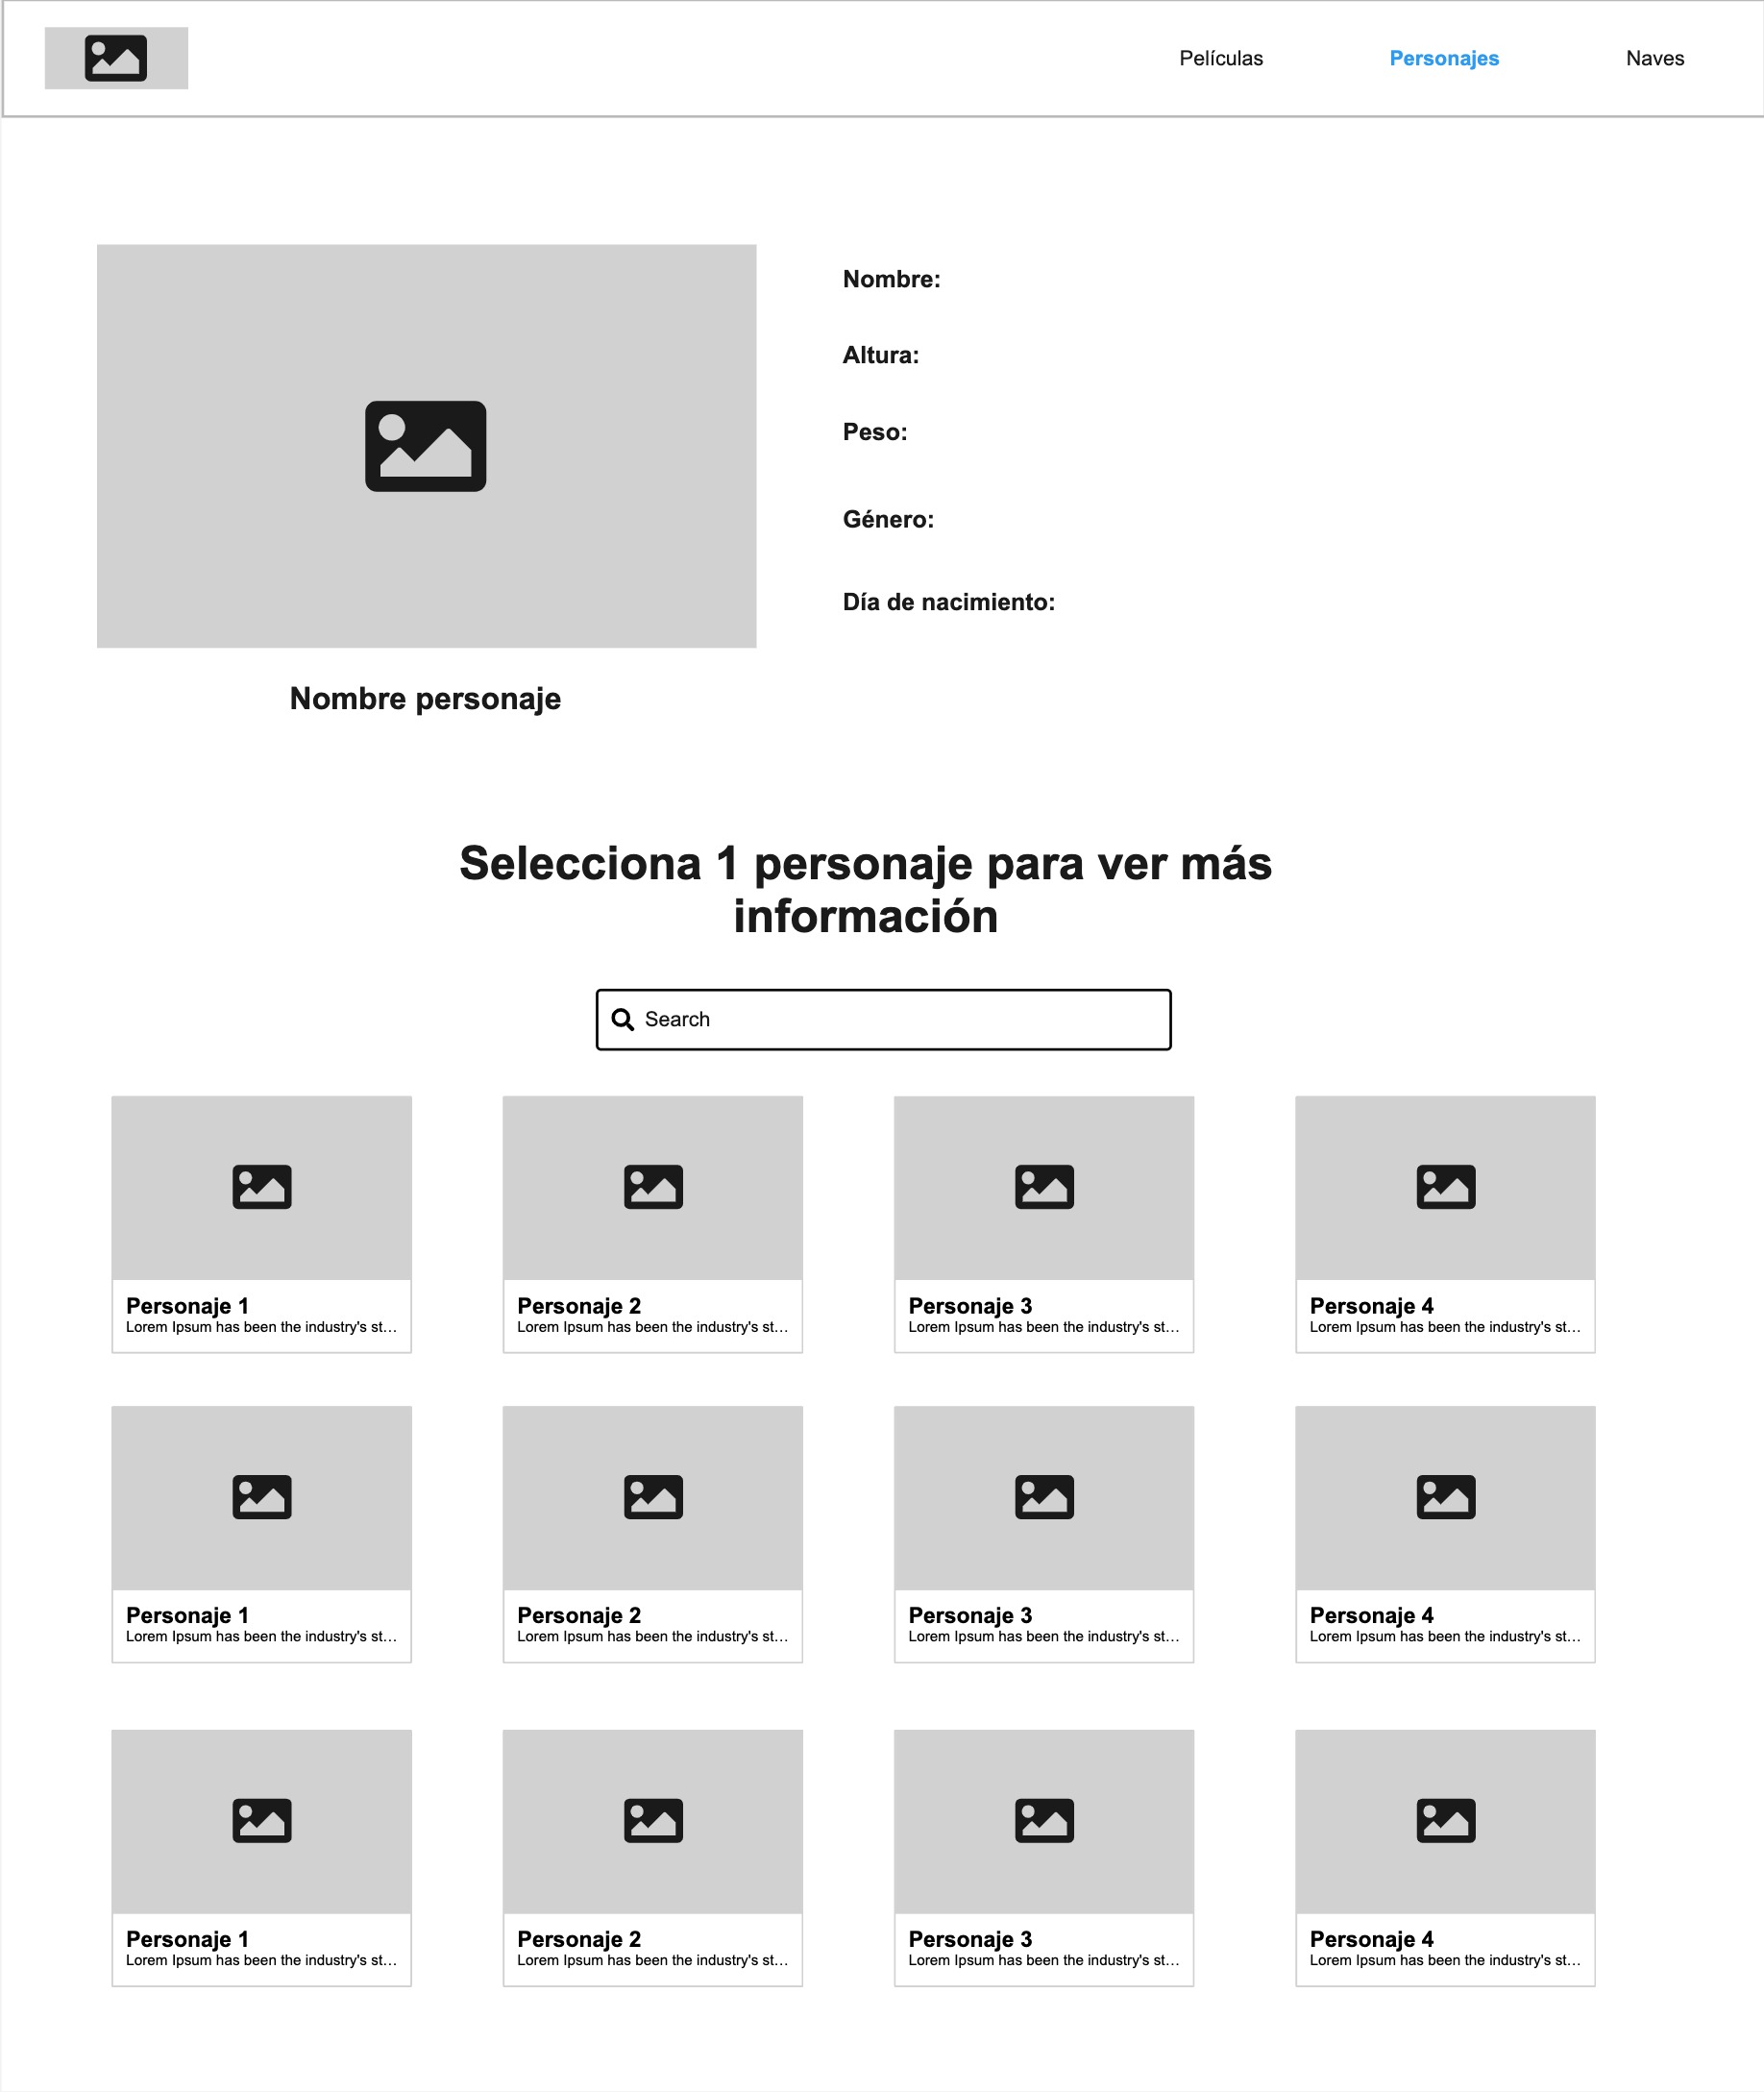 Películas
Personajes
Naves
Nombre:
Altura:
Peso:
Género:
Día de nacimiento:
Nombre personaje
Selecciona 1 personaje para ver más
información
Search
Personaje 1
Lorem Ipsum has been the industry's st...
Personaje 2
Lorem Ipsum has been the industry's st...
Personaje 3
Lorem Ipsum has been the industry's st...
Personaje 4
Lorem Ipsum has been the industry's st...
Personaje 1
Lorem Ipsum has been the industry's st...
Personaje 2
Lorem Ipsum has been the industry's st...
Personaje 3
Lorem Ipsum has been the industry's st...
Personaje 4
Lorem Ipsum has been the industry's st...
Personaje 1
Lorem Ipsum has been the industry's st...
Personaje 2
Lorem Ipsum has been the industry's st...
Personaje 3
Lorem Ipsum has been the industry's st...
Personaje 4
Lorem Ipsum has been the industry's st...